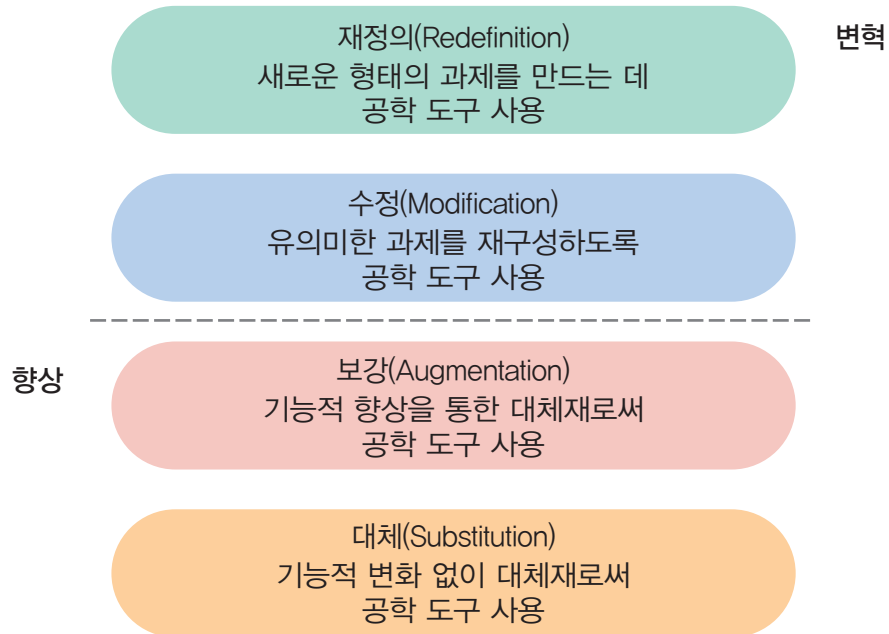 재정의(Redefinition)
새로운 형태의 과제를 만드는 데
공학 도구 사용
변혁
수정(Modification)
유의미한 과제를 재구성하도록
공학 도구 사용
향상
보강(Augmentation)
기능적 향상을 통한 대체재로써
공학 도구 사용
대체(Substitution)
기능적 변화 없이 대체재로써
공학 도구 사용